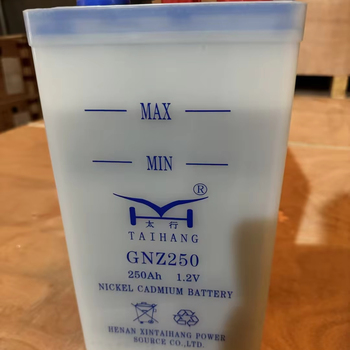 MAX
MIN
®
太行
TAIHANG
GNZ250
250Ah 1.2V
NICKEL CADMIUM BATTERY
HENAN XINTAIHANG POWER
SOURCE CO.,LTD.